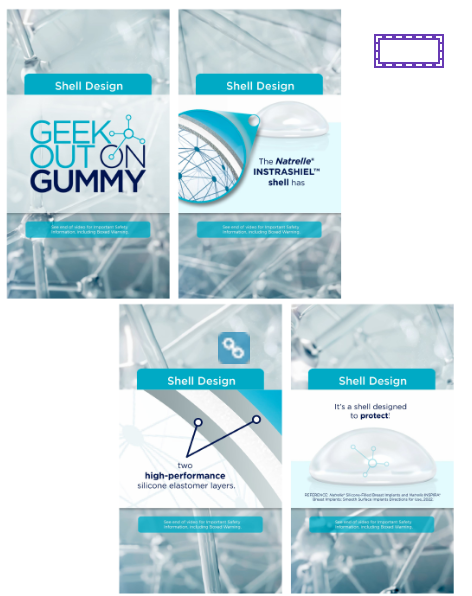 Shell Design
GEEK
OUT ON
GUMMY
See end of video for Important Safety
Information, including Boxed Warning.
Shell Design
The Natrelle®
INSTRASHIEL™
shell has
See end of video for Important Safety
Information, including Boxed Warning.
Shell Design
two
high-performance
silicone elastomer layers.
See end of video for Important Safety
Information, including Boxed Warning.
Shell Design
It's a shell designed
to protect!
REFERENCE: Natrelle® Silicone-Filled Breast Implants and Natrelle INSPIRA®
Breast Implants: Smooth Surface Implants Directions for Use, 2022.
See end of video for Important Safety
Information, including Boxed Warning.